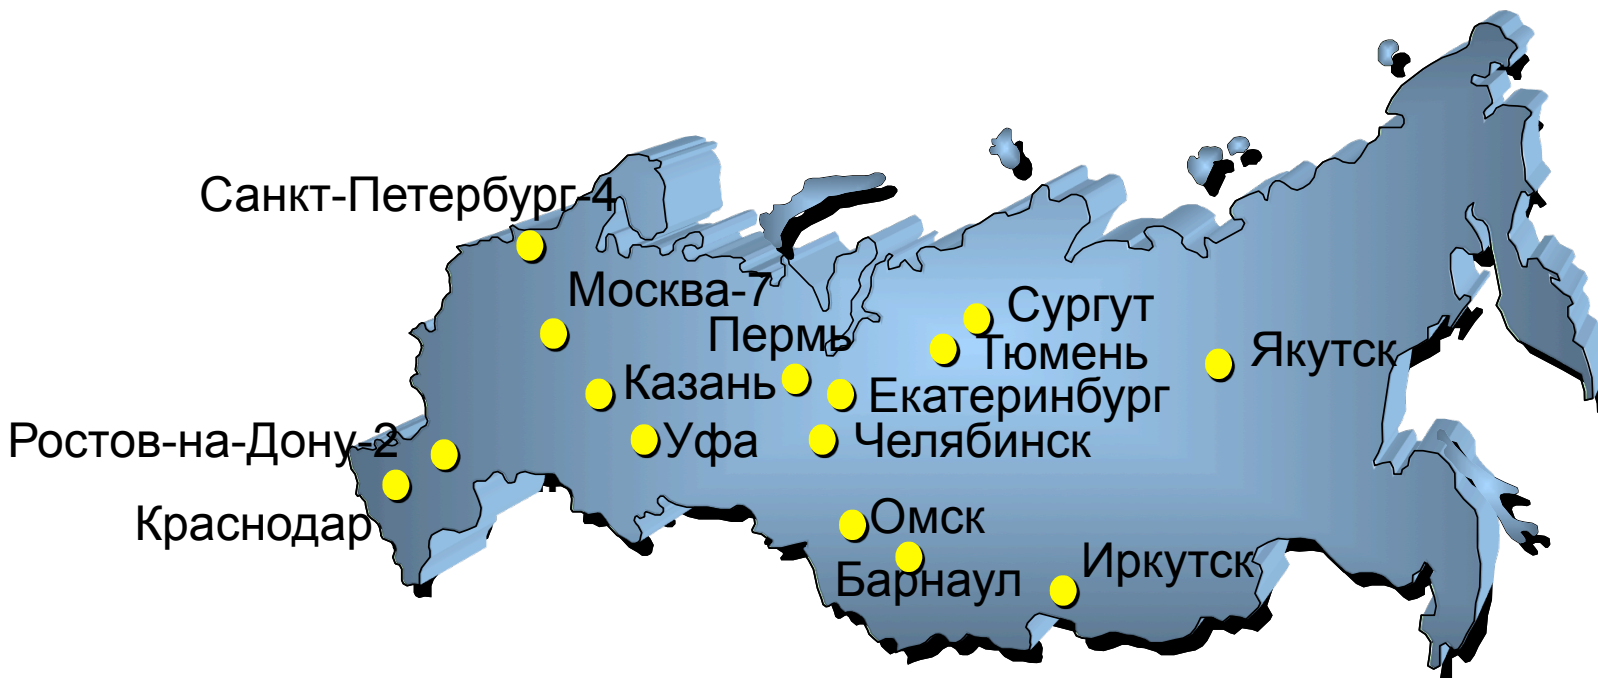 Санкт-Петербург-4
Москва-7
Сургут
Пермь
Тюмень
Якутск
Казань
Екатеринбург
Ростов-на-Дону-2
Уфа
Челябинск
Краснодар
Омск
Барнаул
Иркутск